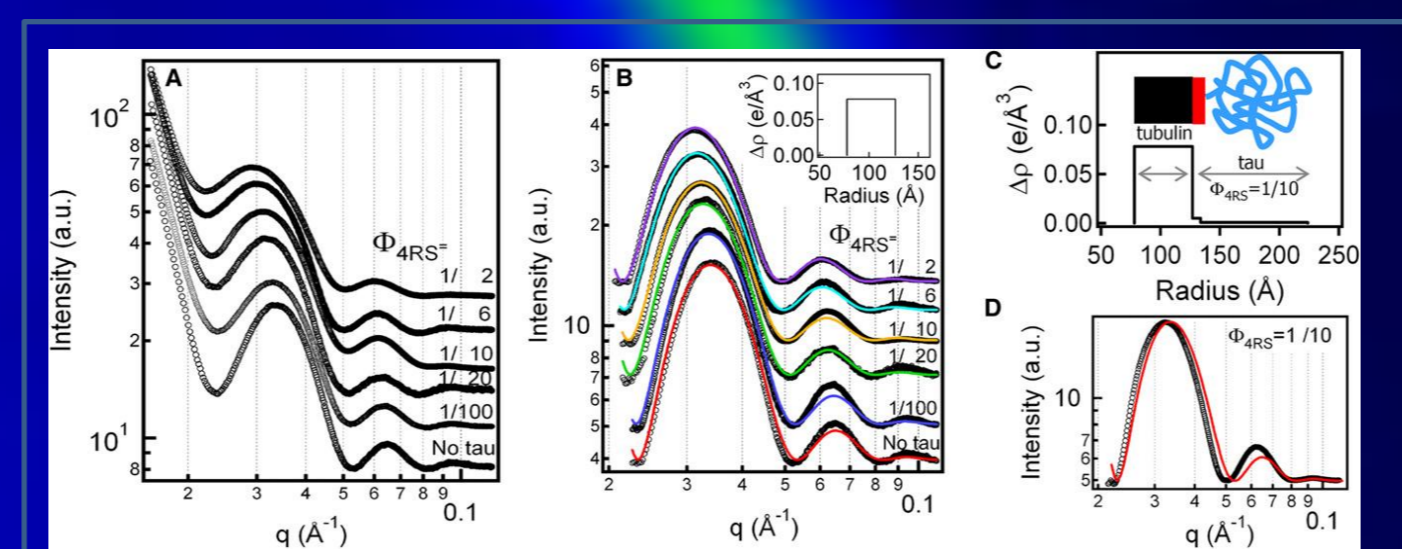 A
Intensity (a.u.)
10²
8
7
6
5
4
3
2
10¹
8
Φ4RS=
1/ 2
1/ 6
1/ 10
1/ 20
1/100
No tau
2 3 4 5 6 7 8 9 0.1
q (Å⁻¹)
B
Intensity (a.u.)
6
5
4
3
2
10
8
7
6
5
4
Δρ (e/Å³)
0.10
0.05
0.00
50 100 150
Radius (Å)
Φ4RS=
1/ 2
1/ 6
1/ 10
1/ 20
1/100
No tau
2 3 4 5 6 7 8 9 0.1
q (Å⁻¹)
C
Δρ (e/Å³)
0.10
0.05
0.00
tubulin
tau
Φ4RS=1/10
50 100 150 200 250
Radius (Å)
D
Intensity (a.u.)
10
7
6
5
Φ4RS=1 /10
2 3 4 5 6 7 8 9 0.1
q (Å⁻¹)